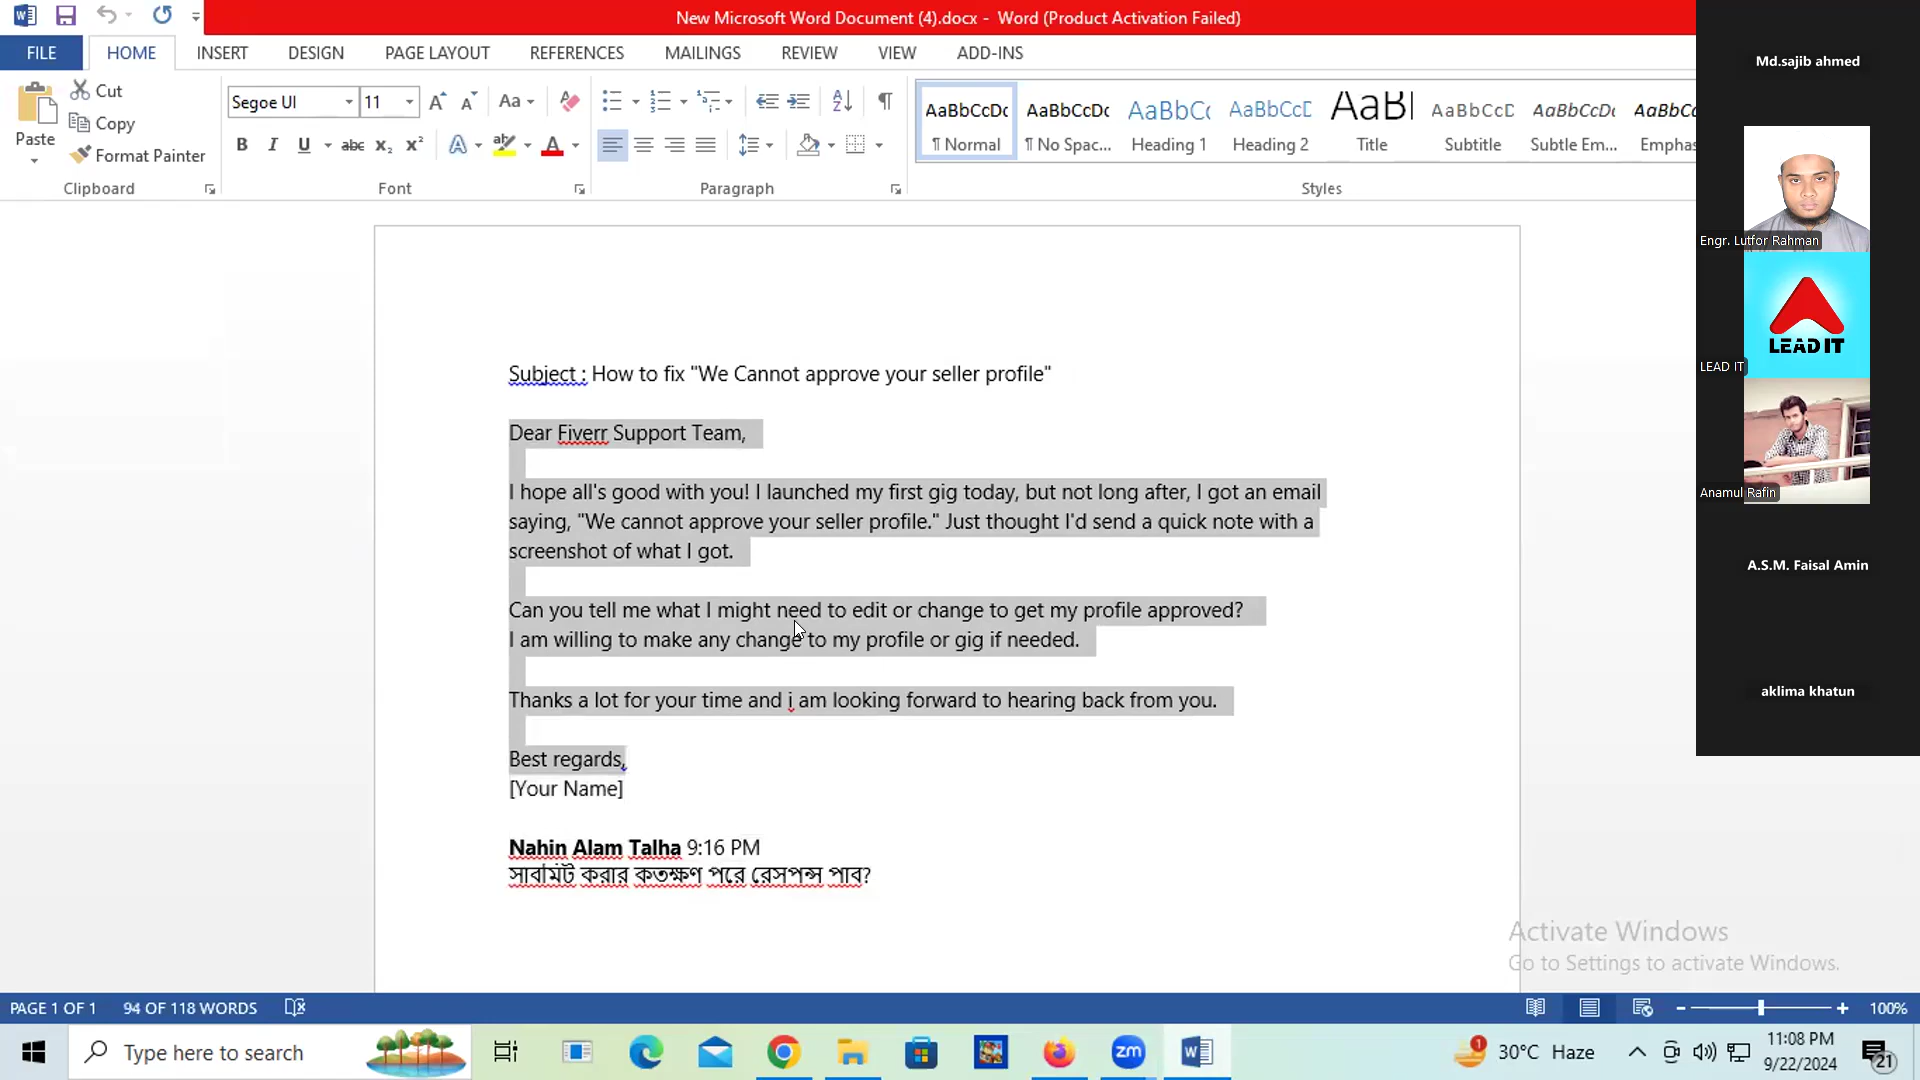 New Microsoft Word Document (4).docx - Word (Product Activation Failed)
FILE HOME INSERT DESIGN PAGE LAYOUT REFERENCES MAILINGS REVIEW VIEW ADD-INS
Paste
Cut
Copy
Format Painter
Segoe UI 11
Clipboard Font Paragraph Styles
AaBbCcDc AaBbCcDc AaBbC AaBbCcD AaB AaBbCcD AaBbCcDc AaBbCc
¶ Normal ¶ No Spac... Heading 1 Heading 2 Title Subtitle Subtle Em... Emphas
Subject : How to fix "We Cannot approve your seller profile"
Dear Fiverr Support Team,
I hope all's good with you! I launched my first gig today, but not long after, I got an email
saying, "We cannot approve your seller profile." Just thought I'd send a quick note with a
screenshot of what I got.
Can you tell me what I might need to edit or change to get my profile approved?
I am willing to make any change to my profile or gig if needed.
Thanks a lot for your time and i am looking forward to hearing back from you.
Best regards,
[Your Name]
Nahin Alam Talha 9:16 PM
সাবমিট করার কতক্ষণ পরে রেসপন্স পাব?
Md.sajib ahmed
Engr. Lutfor Rahman
LEAD IT
LEAD IT
Anamul Rafin
A.S.M. Faisal Amin
aklima khatun
Activate Windows
Go to Settings to activate Windows.
PAGE 1 OF 1 94 OF 118 WORDS 100%
Type here to search
zm
1
30°C Haze
11:08 PM
9/22/2024
21